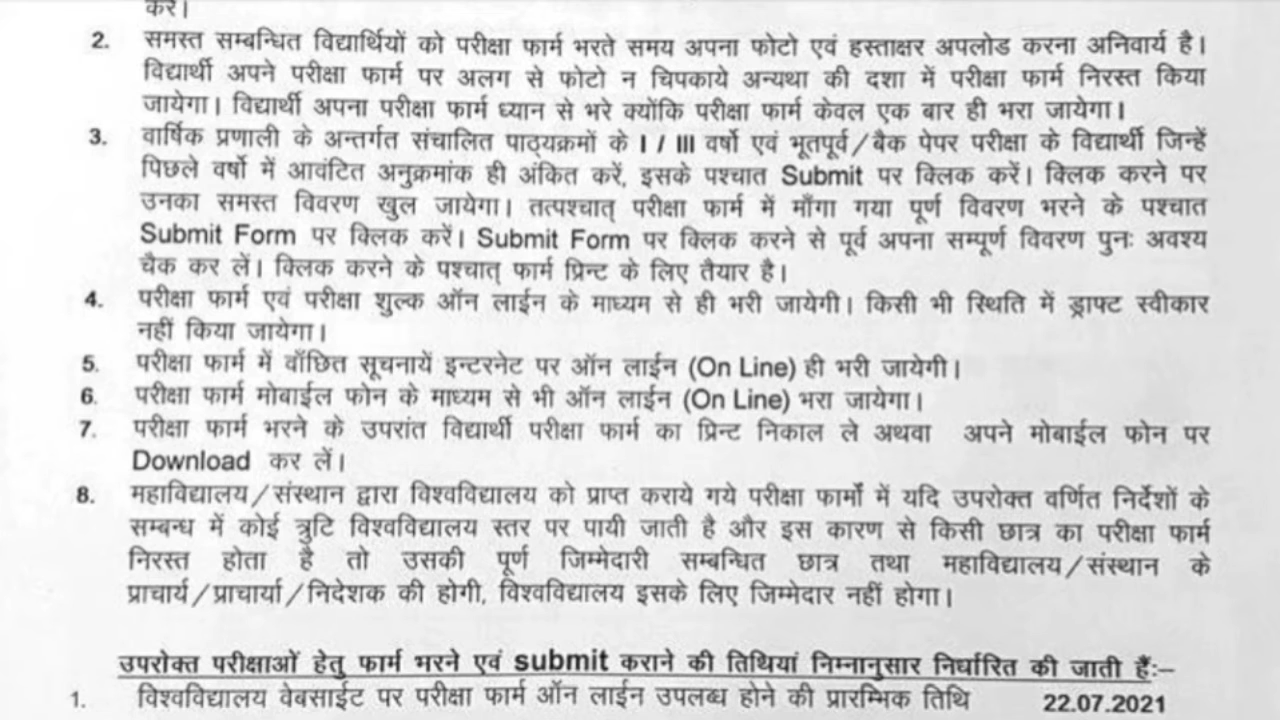 करें।
2. समस्त सम्बन्धित विद्यार्थियों को परीक्षा फार्म भरते समय अपना फोटो एवं हस्ताक्षर अपलोड करना अनिवार्य है।
विद्यार्थी अपने परीक्षा फार्म पर अलग से फोटो न चिपकाये अन्यथा की दशा में परीक्षा फार्म निरस्त किया
जायेगा। विद्यार्थी अपना परीक्षा फार्म ध्यान से भरे क्योंकि परीक्षा फार्म केवल एक बार ही भरा जायेगा।
3. वार्षिक प्रणाली के अन्तर्गत संचालित पाठ्यक्रमों के I / III वर्षो एवं भूतपूर्व/बैक पेपर परीक्षा के विद्यार्थी जिन्हें
पिछले वर्षो में आवंटित अनुक्रमांक ही अंकित करें, इसके पश्चात Submit पर क्लिक करें। क्लिक करने पर
उनका समस्त विवरण खुल जायेगा। तत्पश्चात् परीक्षा फार्म में माँगा गया पूर्ण विवरण भरने के पश्चात
Submit Form पर क्लिक करें। Submit Form पर क्लिक करने से पूर्व अपना सम्पूर्ण विवरण पुनः अवश्य
चैक कर लें। क्लिक करने के पश्चात् फार्म प्रिन्ट के लिए तैयार है।
4. परीक्षा फार्म एवं परीक्षा शुल्क ऑन लाईन के माध्यम से ही भरी जायेगी। किसी भी स्थिति में ड्राफ्ट स्वीकार
नहीं किया जायेगा।
5. परीक्षा फार्म में वाँछित सूचनायें इन्टरनेट पर ऑन लाईन (On Line) ही भरी जायेगी।
6. परीक्षा फार्म मोबाईल फोन के माध्यम से भी ऑन लाईन (On Line) भरा जायेगा।
7. परीक्षा फार्म भरने के उपरांत विद्यार्थी परीक्षा फार्म का प्रिन्ट निकाल ले अथवा अपने मोबाईल फोन पर
Download कर लें।
8. महाविद्यालय/संस्थान द्वारा विश्वविद्यालय को प्राप्त कराये गये परीक्षा फार्मों में यदि उपरोक्त वर्णित निर्देशों के
सम्बन्ध में कोई त्रुटि विश्वविद्यालय स्तर पर पायी जाती है और इस कारण से किसी छात्र का परीक्षा फार्म
निरस्त होता है तो उसकी पूर्ण जिम्मेदारी सम्बन्धित छात्र तथा महाविद्यालय/संस्थान के
प्राचार्य/प्राचार्या/निदेशक की होगी, विश्वविद्यालय इसके लिए जिम्मेदार नहीं होगा।
उपरोक्त परीक्षाओं हेतु फार्म भरने एवं submit कराने की तिथियां निम्नानुसार निर्धारित की जाती हैंः–
1. विश्वविद्यालय वेबसाईट पर परीक्षा फार्म ऑन लाईन उपलब्ध होने की प्रारम्भिक तिथि 22.07.2021